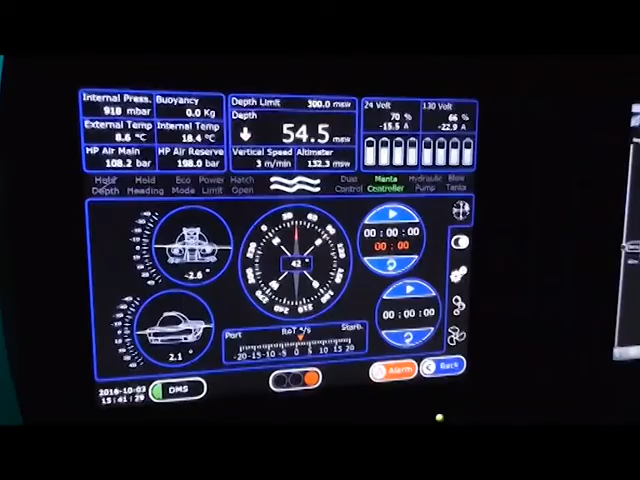 Internal Press. Buoyancy Depth Limit 300.0 msw 24 Volt 130 Volt
918 mbar 0.0 Kg Depth 70 % 66 %
External Temp Internal Temp 54.5 msw -15.5 A -22.9 A
8.6 °C 18.4 °C
HP Air Main HP Air Reserve Vertical Speed Altimeter
108.2 bar 198.0 bar 3 m/min 132.3 msw
Hold Hold Eco Power Hatch Dust Manta Hydraulic Blow
Depth Heading Mode Limit Open Control Controller Pump Tanks
00 : 00 : 00
00 : 00
-2.6 °
42 °
00 : 00 : 00
2.1 °
Port RoT °/s Starb.
-20 -15 -10 -5 0 5 10 15 20
2016-10-03
15:41:29
DMS
Alarm
Back